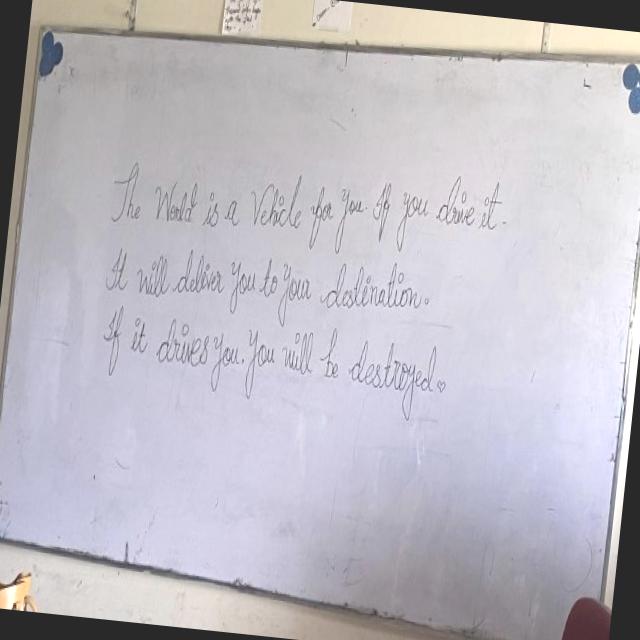 The World is a Vehicle for you If you drive it.
It will deliver you to your destination.
If it drives you. You will be destroyed.